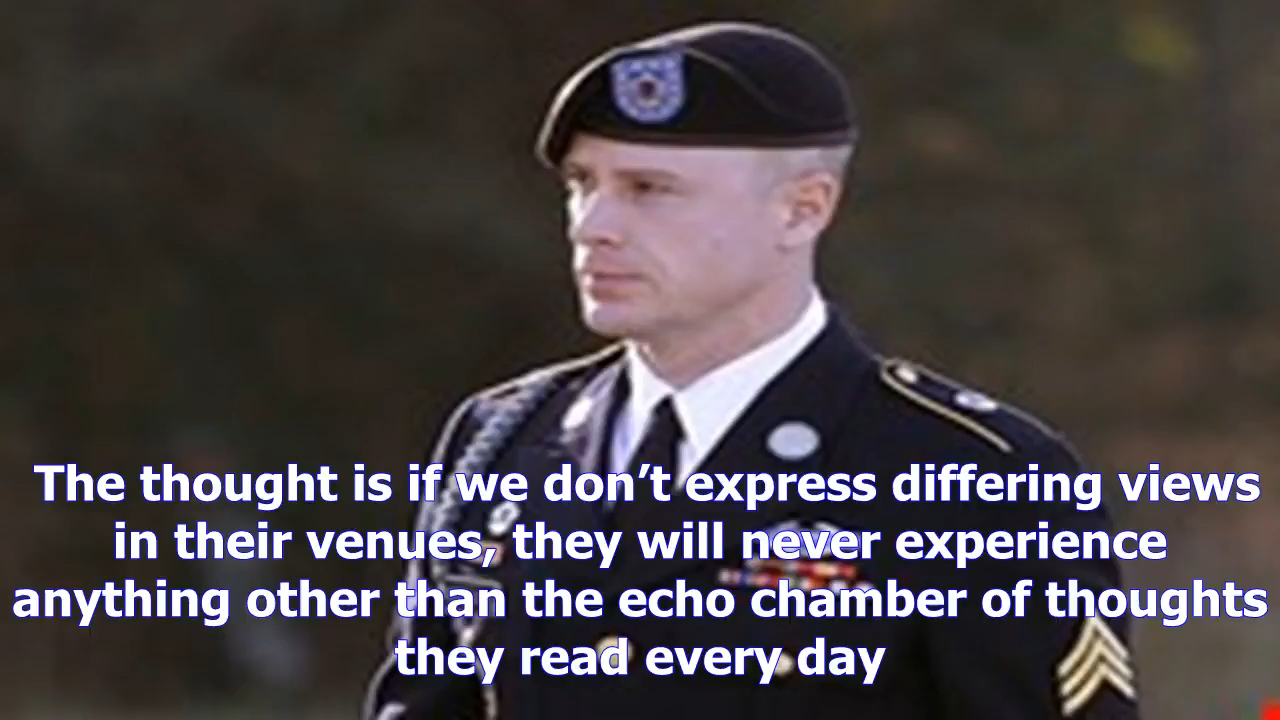 The thought is if we don’t express differing views
in their venues, they will never experience
anything other than the echo chamber of thoughts
they read every day